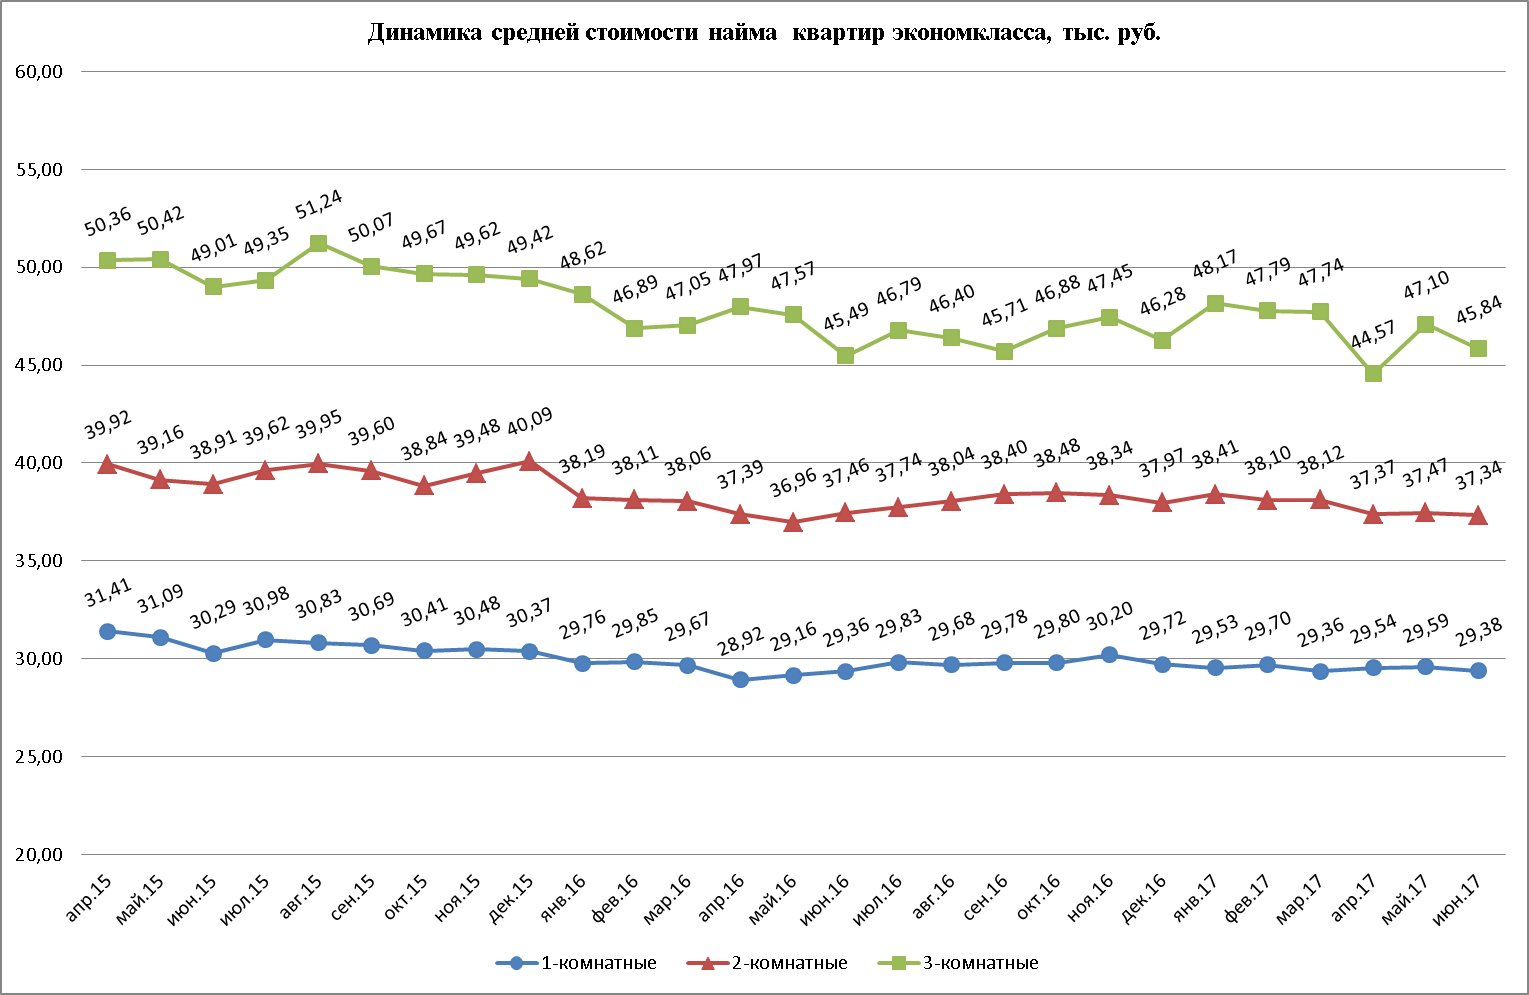 Динамика средней стоимости найма квартир экономкласса, тыс. руб.
60,00
55,00
50,00
45,00
40,00
35,00
30,00
25,00
20,00
50,36 50,42 49,01 49,35 51,24 50,07 49,67 49,62 49,42 48,62 46,89 47,05 47,97 47,57 45,49 46,79 46,40 45,71 46,88 47,45 46,28 48,17 47,79 47,74 44,57 47,10 45,84
39,92 39,16 38,91 39,62 39,95 39,60 38,84 39,48 40,09 38,19 38,11 38,06 37,39 36,96 37,46 37,74 38,04 38,40 38,48 38,34 37,97 38,41 38,10 38,12 37,37 37,47 37,34
31,41 31,09 30,29 30,98 30,83 30,69 30,41 30,48 30,37 29,76 29,85 29,67 28,92 29,16 29,36 29,83 29,68 29,78 29,80 30,20 29,72 29,53 29,70 29,36 29,54 29,59 29,38
апр.15 май.15 июн.15 июл.15 авг.15 сен.15 окт.15 ноя.15 дек.15 янв.16 фев.16 мар.16 апр.16 май.16 июн.16 июл.16 авг.16 сен.16 окт.16 ноя.16 дек.16 янв.17 фев.17 мар.17 апр.17 май.17 июн.17
1-комнатные 2-комнатные 3-комнатные